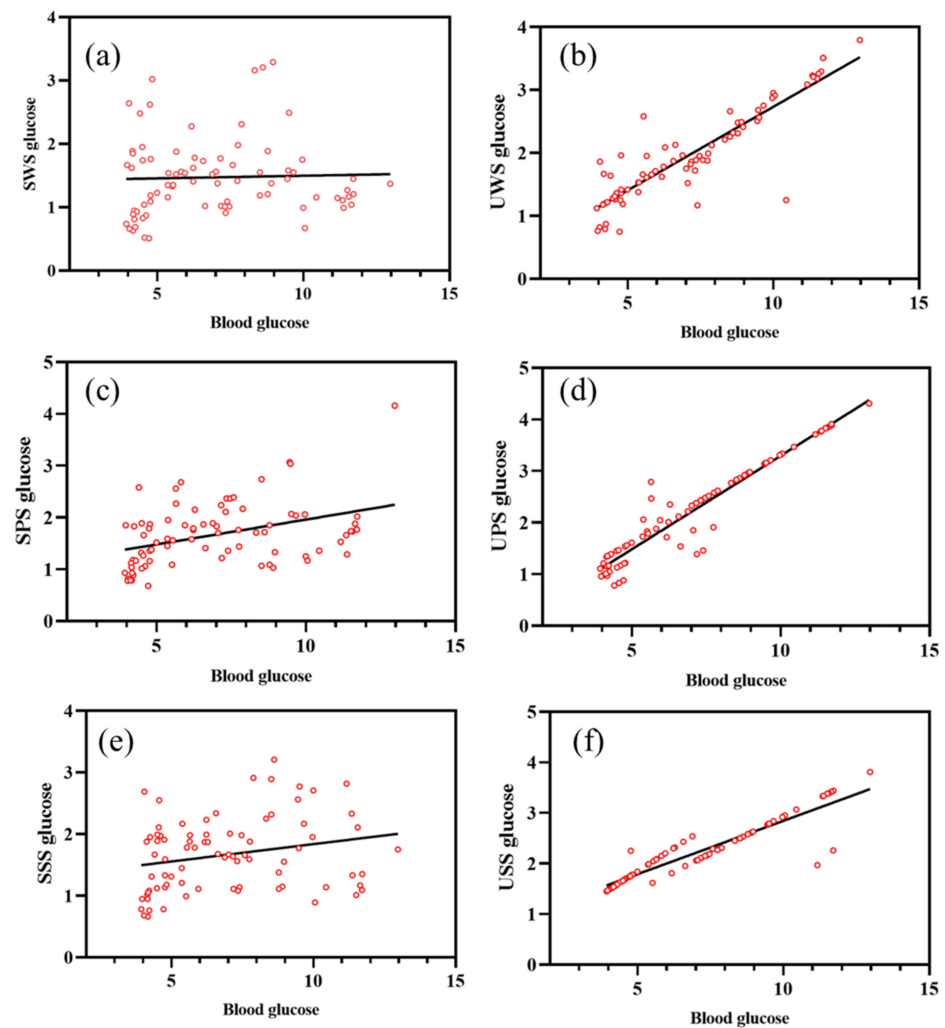 (a)
SWS glucose
4
3
2
1
0
5
10
15
Blood glucose
(b)
UWS glucose
4
3
2
1
0
5
10
15
Blood glucose
(c)
SPS glucose
5
4
3
2
1
0
5
10
15
Blood glucose
(d)
UPS glucose
5
4
3
2
1
0
5
10
15
Blood glucose
(e)
SSS glucose
4
3
2
1
0
5
10
15
Blood glucose
(f)
USS glucose
5
4
3
2
1
0
5
10
15
Blood glucose